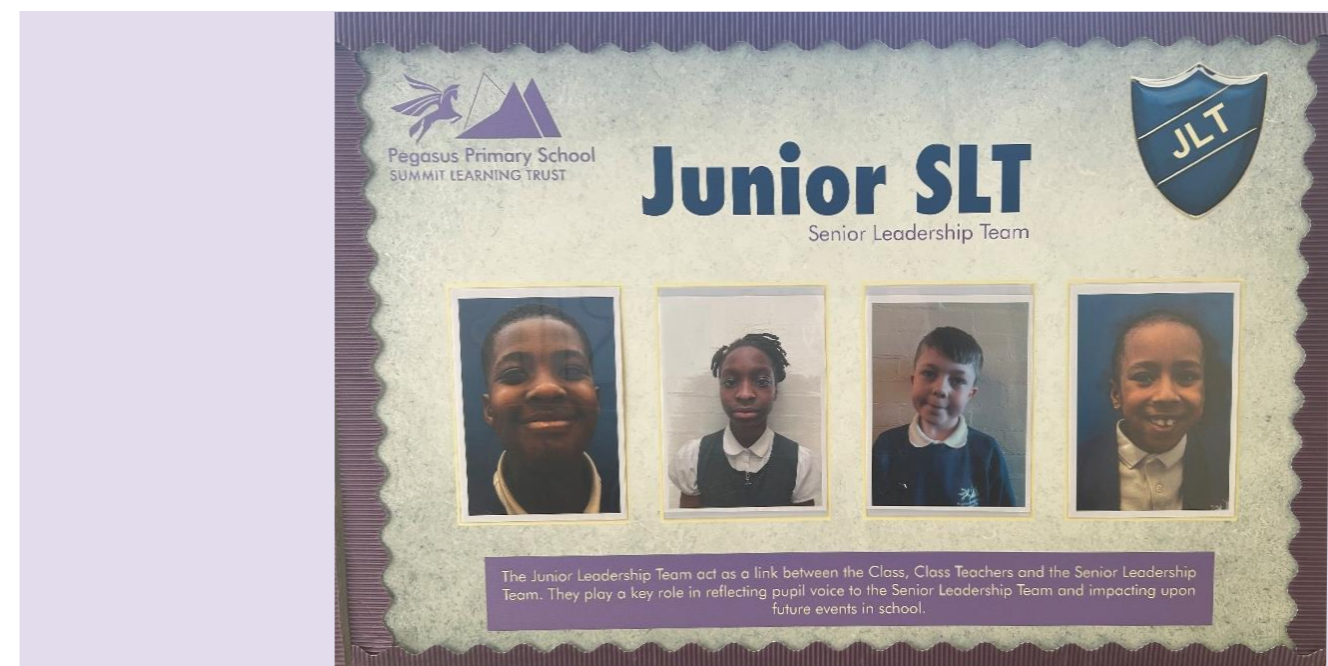 Pegasus Primary School
SUMMIT LEARNING TRUST
JLT
Junior SLT
Senior Leadership Team
The Junior Leadership Team act as a link between the Class, Class Teachers and the Senior Leadership
Team. They play a key role in reflecting pupil voice to the Senior Leadership Team and impacting upon
future events in school.